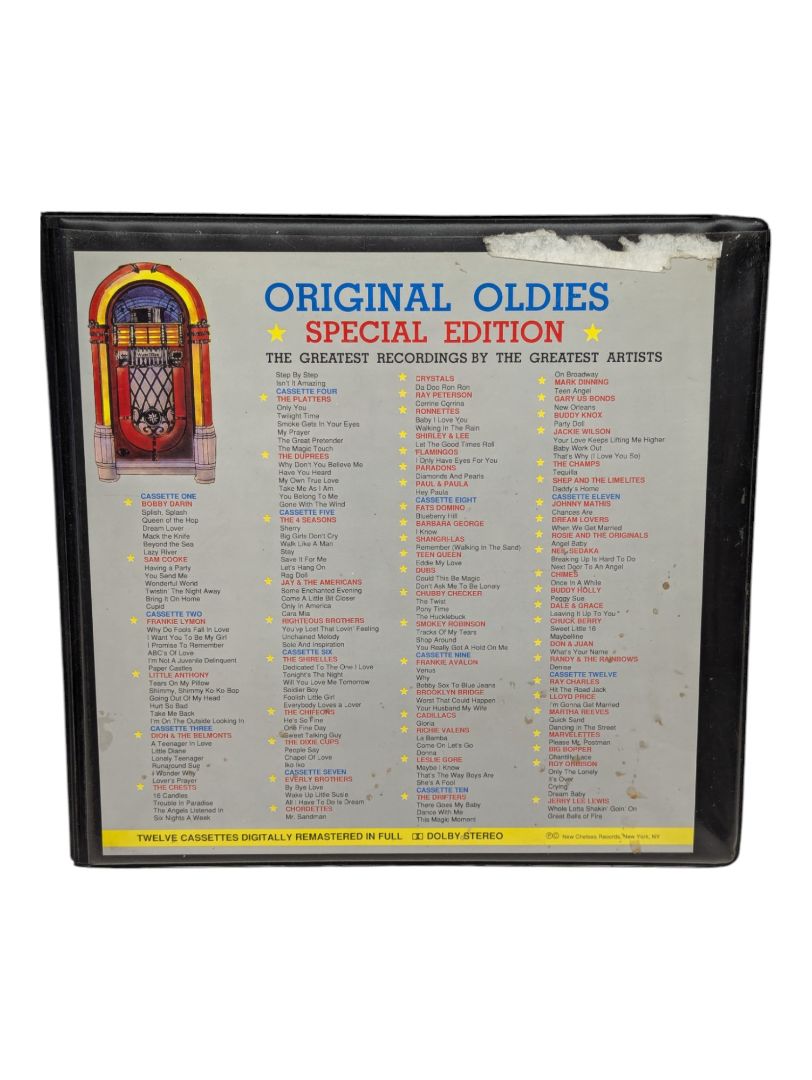 ORIGINAL OLDIES
SPECIAL EDITION
THE GREATEST RECORDINGS BY THE GREATEST ARTISTS
CASSETTE ONE
BOBBY DARIN
Splish, Splash
Queen of the Hop
Dream Lover
Mack the Knife
Beyond the Sea
Lazy River
SAM COOKE
Having a Party
You Send Me
Wonderful World
Twistin' The Night Away
Bring It On Home
Cupid
CASSETTE TWO
FRANKIE LYMON
Why Do Fools Fall In Love
I Want You To Be My Girl
I Promise To Remember
ABC's Of Love
I'm Not A Juvenile Delinquent
Paper Castles
LITTLE ANTHONY
Tears On My Pillow
Shimmy, Shimmy Ko Ko Bop
Going Out Of My Head
Hurt So Bad
Take Me Back
I'm On The Outside Looking In
CASSETTE THREE
DION & THE BELMONTS
A Teenager In Love
Little Diane
Lonely Teenager
Runaround Sue
I Wonder Why
Lover's Prayer
THE CRESTS
16 Candles
Trouble In Paradise
The Angels Listened In
Six Nights A Week
Step By Step
Isn't It Amazing
CASSETTE FOUR
THE PLATTERS
Only You
Twilight Time
Smoke Gets In Your Eyes
My Prayer
The Great Pretender
The Magic Touch
THE DUPREES
Why Don't You Believe Me
Have You Heard
My Own True Love
Take Me As I Am
You Belong To Me
Gone With The Wind
CASSETTE FIVE
THE 4 SEASONS
Sherry
Big Girls Don't Cry
Walk Like A Man
Stay
Save It For Me
Let's Hang On
Rag Doll
JAY & THE AMERICANS
Some Enchanted Evening
Come A Little Bit Closer
Only In America
Cara Mia
RIGHTEOUS BROTHERS
You've Lost That Lovin' Feeling
Unchained Melody
Sole And Inspiration
CASSETTE SIX
THE SHIRELLES
Dedicated To The One I Love
Tonight's The Night
Will You Love Me Tomorrow
Soldier Boy
Foolish Little Girl
Everybody Loves a Lover
THE CHIFFONS
He's So Fine
One Fine Day
Sweet Talking Guy
THE DIXIE CUPS
People Say
Chapel Of Love
Iko Iko
CASSETTE SEVEN
EVERLY BROTHERS
By Bye Love
Wake Up Little Susie
All I Have To Do Is Dream
CHORDETTES
Mr. Sandman
CRYSTALS
Da Doo Ron Ron
RAY PETERSON
Corrine Corrina
RONNETTES
Baby I Love You
Walking In The Rain
SHIRLEY & LEE
Let The Good Times Roll
FLAMINGOS
I Only Have Eyes For You
PARADONS
Diamonds And Pearls
PAUL & PAULA
Hey Paula
CASSETTE EIGHT
FATS DOMINO
Blueberry Hill
BARBARA GEORGE
I Know
SHANGRI-LAS
Remember (Walking In The Sand)
TEEN QUEEN
Eddie My Love
DUBS
Could This Be Magic
Don't Ask Me To Be Lonely
CHUBBY CHECKER
The Twist
Pony Time
The Hucklebuck
SMOKEY ROBINSON
Tracks Of My Tears
Shop Around
You Really Got A Hold On Me
CASSETTE NINE
FRANKIE AVALON
Venus
Why
Bobby Sox To Blue Jeans
BROOKLYN BRIDGE
Worst That Could Happen
Your Husband My Wife
CADILLACS
Gloria
RICHIE VALENS
La Bamba
Come On Let's Go
Donna
LESLIE GORE
Maybe I Know
That's The Way Boys Are
She's A Fool
CASSETTE TEN
THE DRIFTERS
There Goes My Baby
Dance With Me
This Magic Moment
On Broadway
MARK DINNING
Teen Angel
GARY US BONDS
New Orleans
BUDDY KNOX
Party Doll
JACKIE WILSON
Your Love Keeps Lifting Me Higher
Baby Work Out
That's Why (I Love You So)
THE CHAMPS
Tequilla
SHEP AND THE LIMELITES
Daddy's Home
CASSETTE ELEVEN
JOHNNY MATHIS
Chances Are
DREAM LOVERS
When We Get Married
ROSIE AND THE ORIGINALS
Angel Baby
NEIL SEDAKA
Breaking Up Is Hard To Do
Next Door To An Angel
CHIMES
Once In A While
BUDDY HOLLY
Peggy Sue
DALE & GRACE
Leaving It Up To You
CHUCK BERRY
Sweet Little 16
Maybelline
DON & JUAN
What's Your Name
RANDY & THE RAINBOWS
Denise
CASSETTE TWELVE
RAY CHARLES
Hit The Road Jack
LLOYD PRICE
I'm Gonna Get Married
MARTHA REEVES
Quick Sand
Dancing in The Street
MARVELETTES
Please Mr. Postman
BIG BOPPER
Chantilly Lace
ROY ORBISON
Only The Lonely
It's Over
Crying
Dream Baby
JERRY LEE LEWIS
Whole Lotta Shakin' Goin' On
Great Balls of Fire
TWELVE CASSETTES DIGITALLY REMASTERED IN FULL DOLBY STEREO
℗© New Chelsea Records, New York, NY